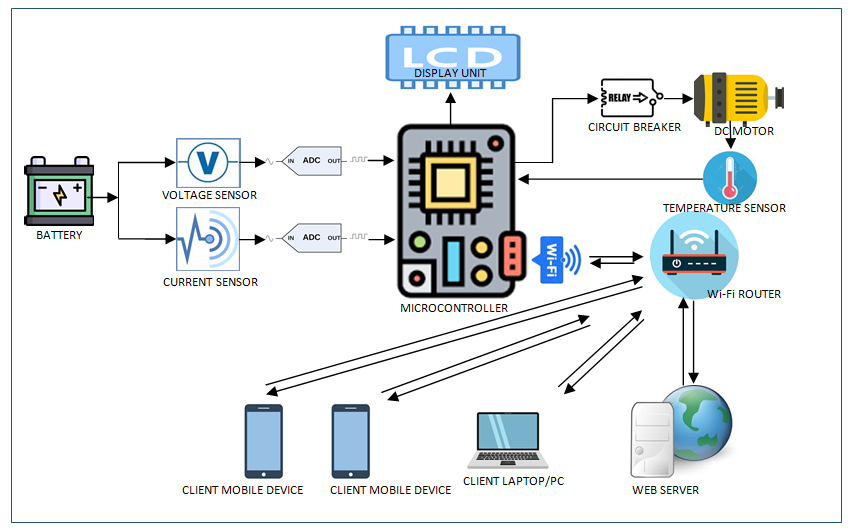 LCD
DISPLAY UNIT
RELAY
CIRCUIT BREAKER
DC MOTOR
V
IN ADC OUT
VOLTAGE SENSOR
TEMPERATURE SENSOR
BATTERY
IN ADC OUT
CURRENT SENSOR
Wi-Fi
MICROCONTROLLER
Wi-Fi ROUTER
CLIENT MOBILE DEVICE
CLIENT MOBILE DEVICE
CLIENT LAPTOP/PC
WEB SERVER